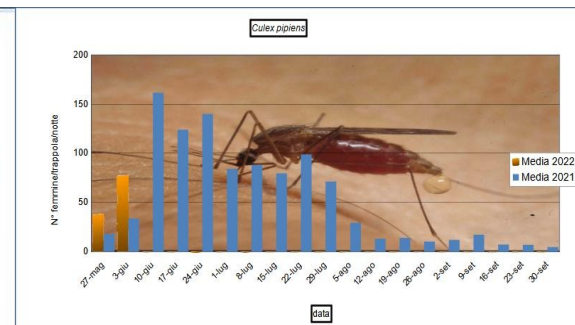 Culex pipiens
N° femmine/trappola/notte
200
150
100
50
0
Media 2022
Media 2021
27-mag
3-giu
10-giu
17-giu
24-giu
1-lug
8-lug
15-lug
22-lug
29-lug
5-ago
12-ago
19-ago
26-ago
2-set
9-set
16-set
23-set
30-set
data